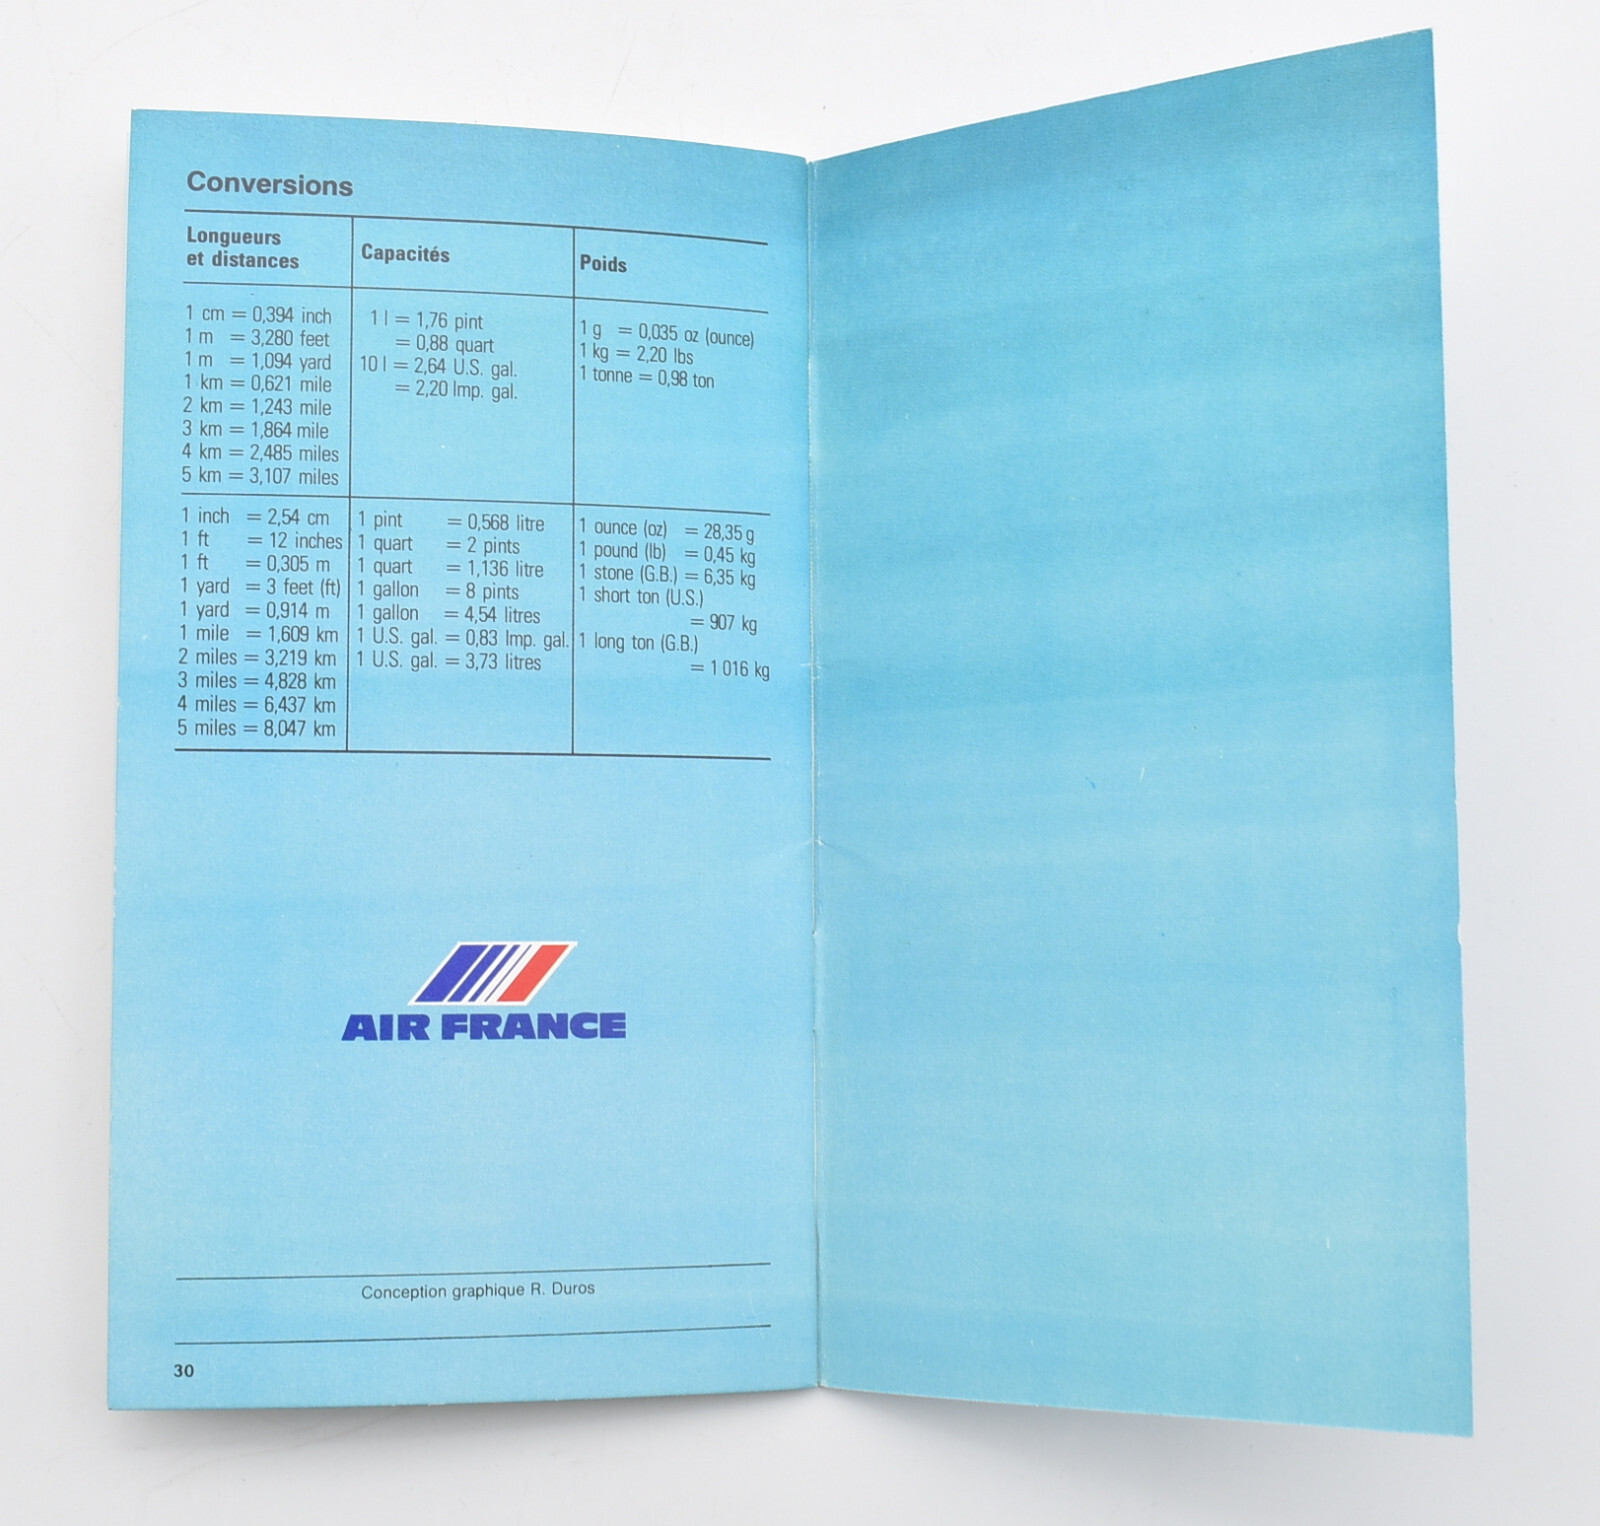 Conversions
Longueurs
et distances
Capacités
Poids
1 cm = 0,394 inch
1 m = 3,280 feet
1 m = 1,094 yard
1 km = 0,621 mile
2 km = 1,243 mile
3 km = 1,864 mile
4 km = 2,485 miles
5 km = 3,107 miles
1 l = 1,76 pint
= 0,88 quart
10 l = 2,64 U.S. gal.
= 2,20 Imp. gal.
1 g = 0,035 oz (ounce)
1 kg = 2,20 lbs
1 tonne = 0,98 ton
1 inch = 2,54 cm
1 ft = 12 inches
1 ft = 0,305 m
1 yard = 3 feet (ft)
1 yard = 0,914 m
1 mile = 1,609 km
2 miles = 3,219 km
3 miles = 4,828 km
4 miles = 6,437 km
5 miles = 8,047 km
1 pint = 0,568 litre
1 quart = 2 pints
1 quart = 1,136 litre
1 gallon = 8 pints
1 gallon = 4,54 litres
1 U.S. gal. = 0,83 Imp. gal.
1 U.S. gal. = 3,73 litres
1 ounce (oz) = 28,35 g
1 pound (lb) = 0,45 kg
1 stone (G.B.) = 6,35 kg
1 short ton (U.S.)
= 907 kg
1 long ton (G.B.)
= 1 016 kg
AIR FRANCE
Conception graphique R. Duros
30